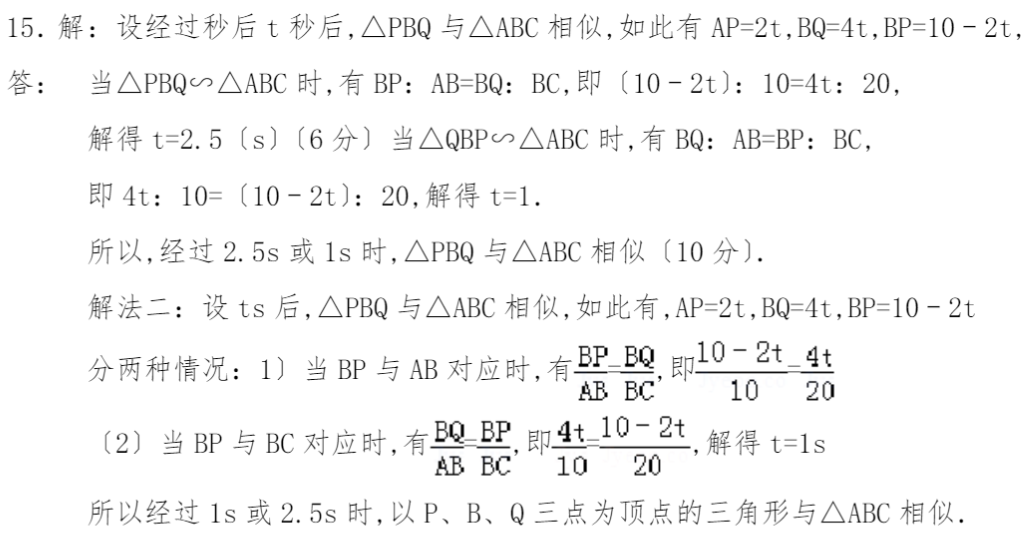 15. 解：设经过秒后 t 秒后,△PBQ 与△ABC 相似,如此有 AP=2t,BQ=4t,BP=10－2t,
答： 当△PBQ∽△ABC 时,有 BP：AB=BQ：BC,即〔10－2t〕：10=4t：20,
解得 t=2.5〔s〕〔6 分〕当△QBP∽△ABC 时,有 BQ：AB=BP：BC,
即 4t：10=〔10－2t〕：20,解得 t=1.
所以,经过 2.5s 或 1s 时,△PBQ 与△ABC 相似〔10 分〕.
解法二：设 ts 后,△PBQ 与△ABC 相似,如此有,AP=2t,BQ=4t,BP=10－2t
分两种情况：1〕当 BP 与 AB 对应时,有BP/AB=BQ/BC,即10－2t/10=4t/20
〔2〕当 BP 与 BC 对应时,有BQ/AB=BP/BC,即4t/10=10－2t/20,解得 t=1s
所以经过 1s 或 2.5s 时,以 P、B、Q 三点为顶点的三角形与△ABC 相似.